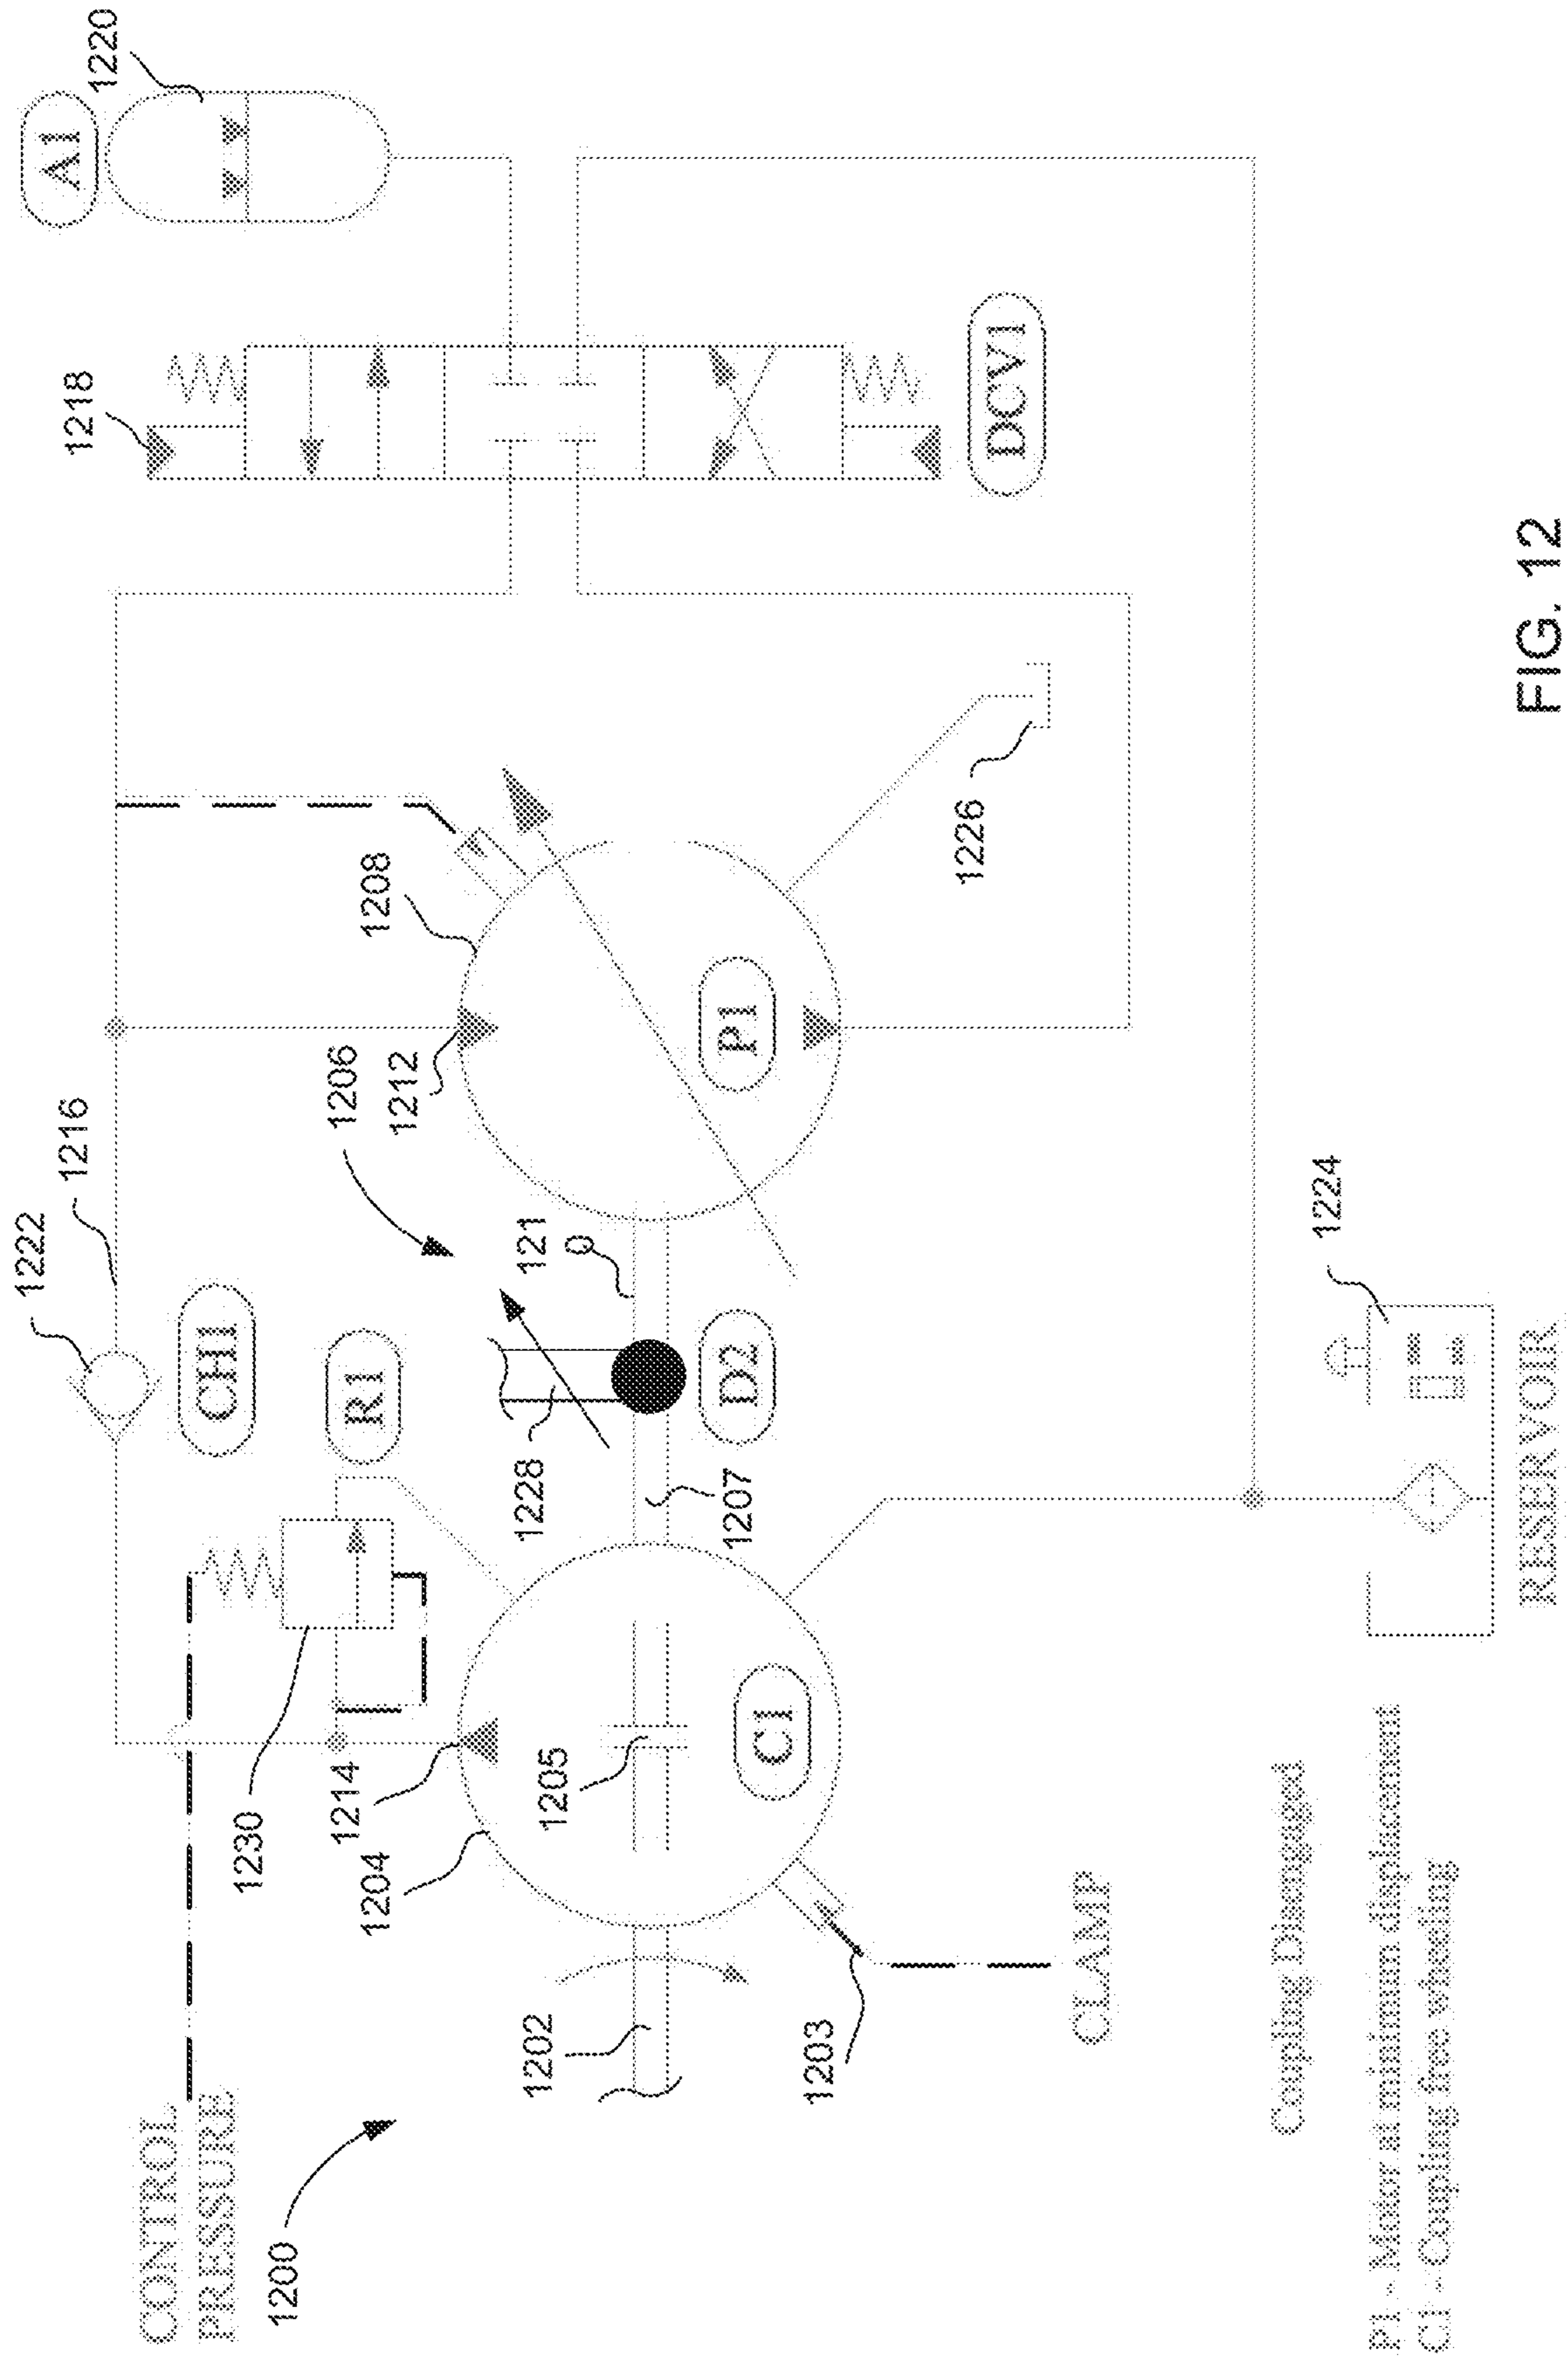 1200
CONTROL
PRESSURE
1202
1203
CLAMP
1204
1205
C1
1214
1230
R1
1207
1228
D2
121
0
1206
1222
CH1
1216
1212
1208
P1
1226
1218
DCV1
A1
1220
1224
RESERVOIR
Coupling Disengaged
P1 - Motor at minimum displacement
C1 - Coupling free wheeling
FIG. 12